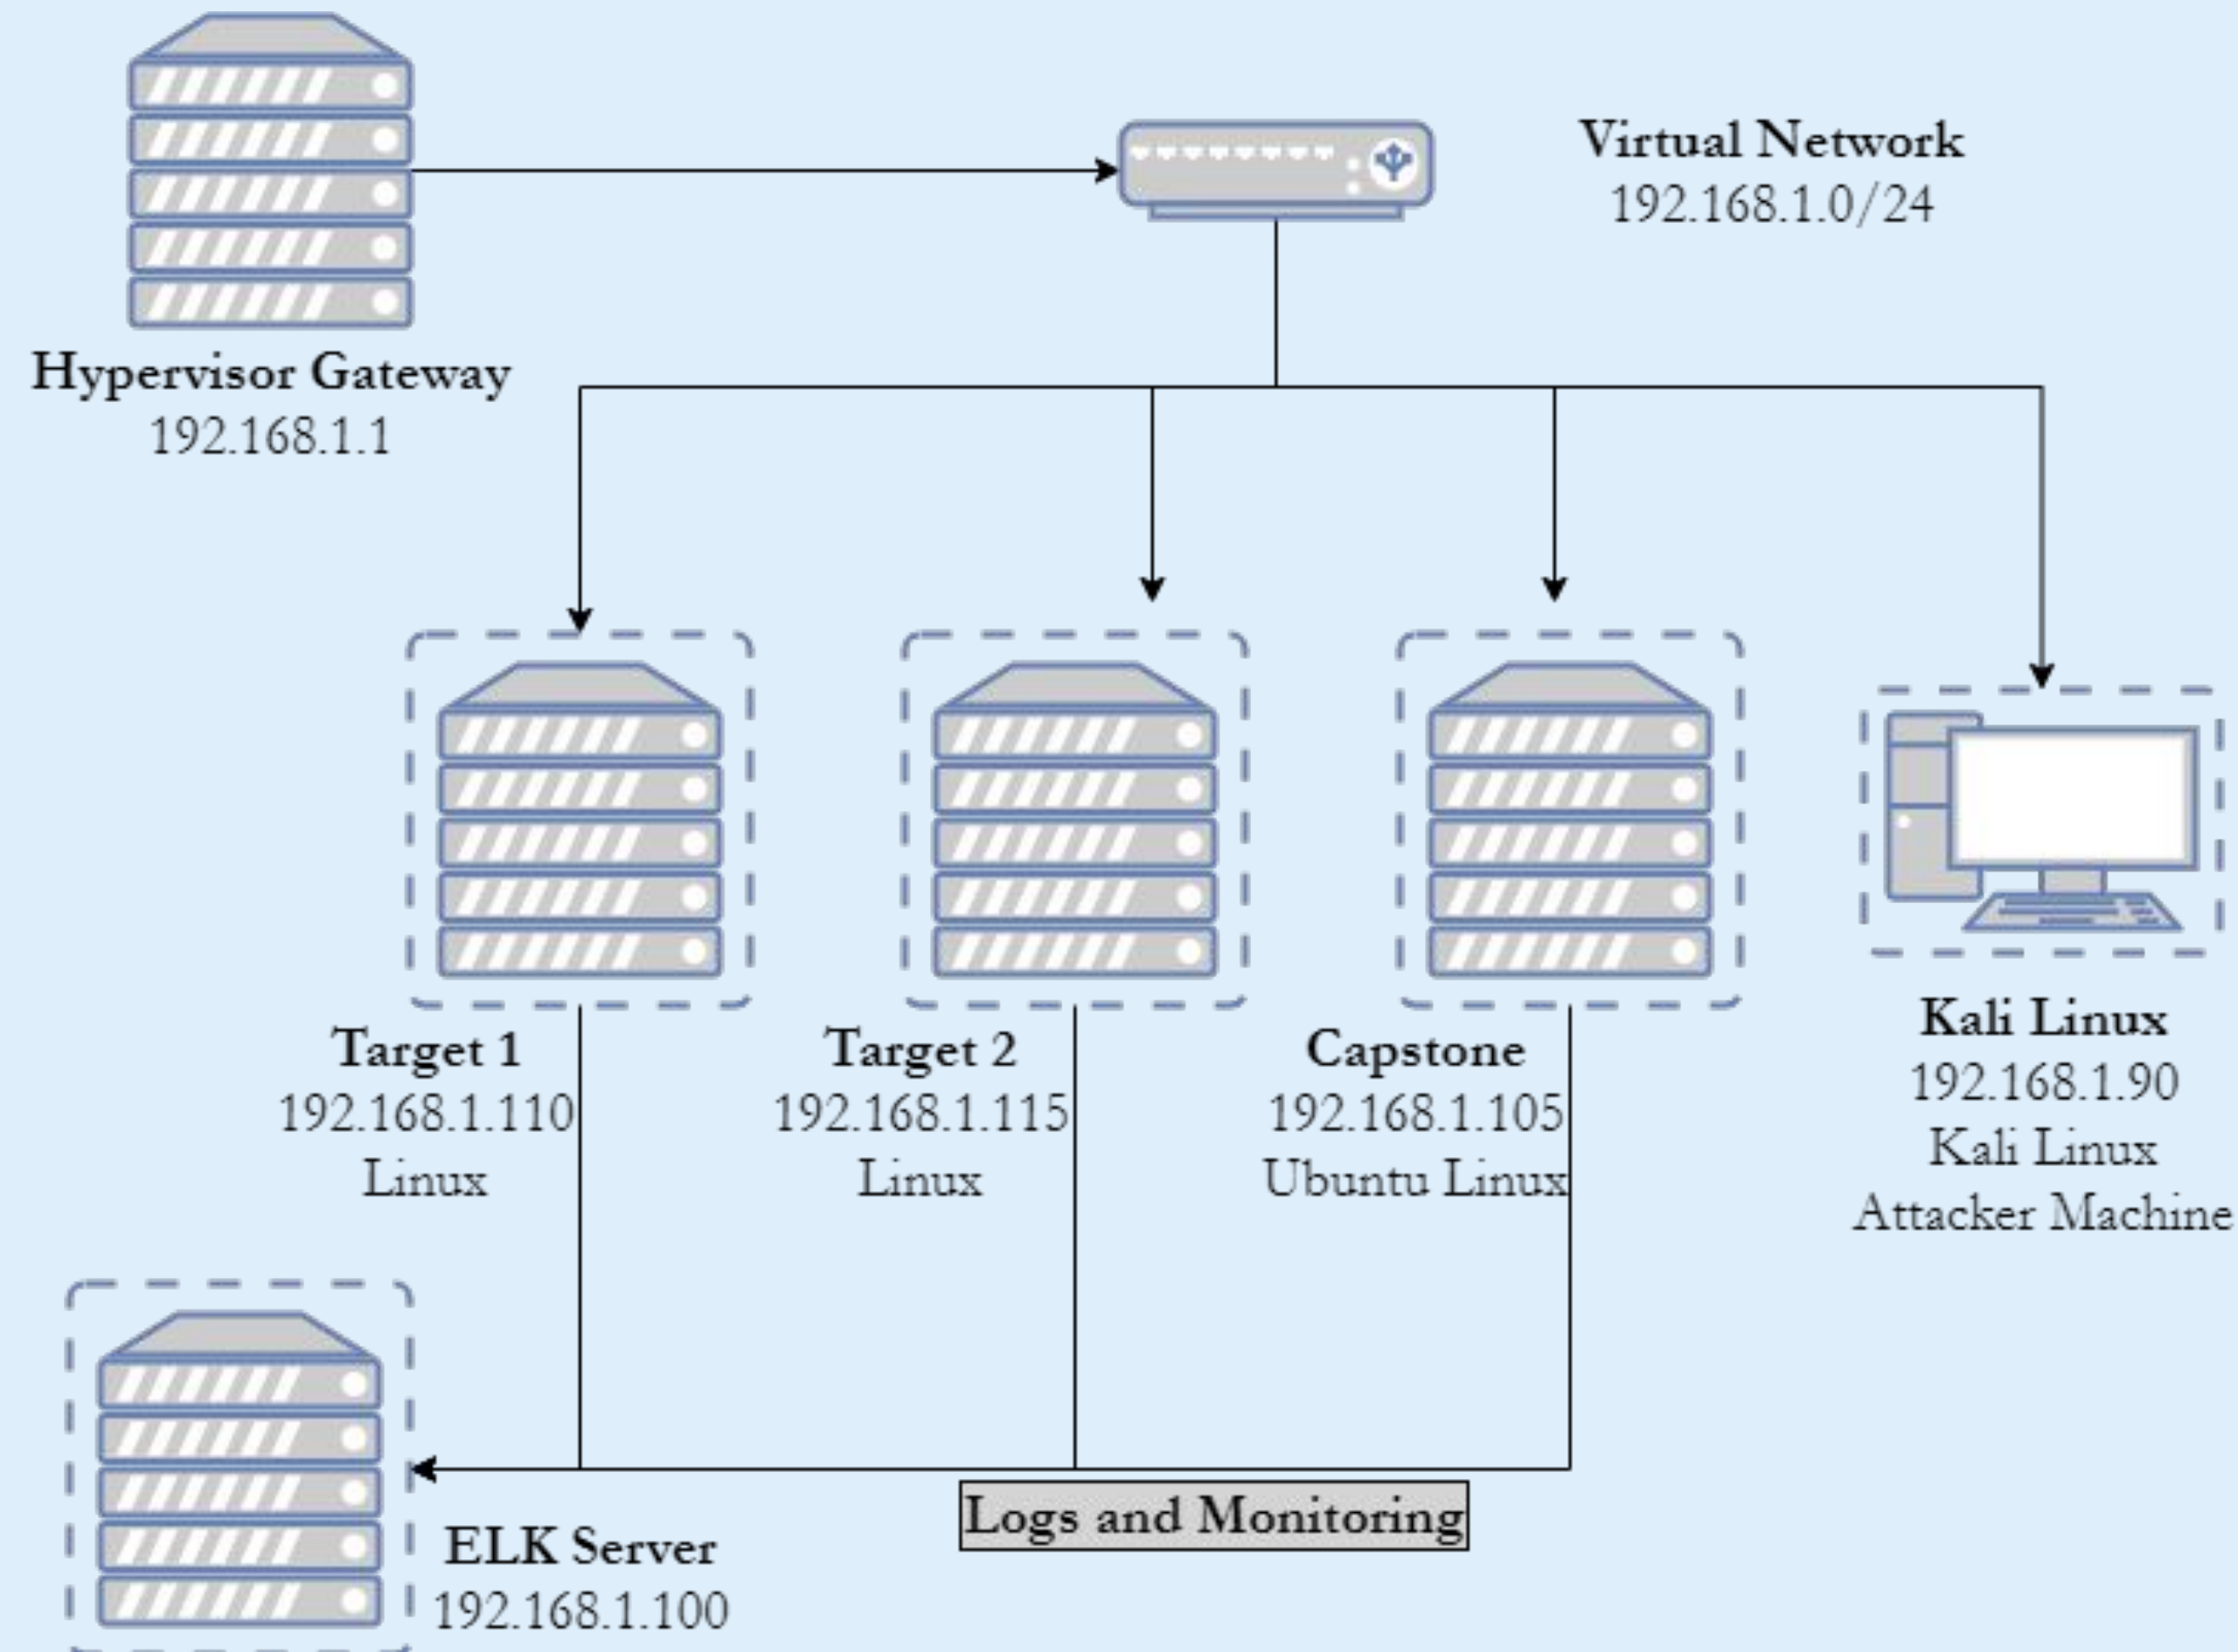 Virtual Network
192.168.1.0/24
Hypervisor Gateway
192.168.1.1
Target 1
192.168.1.110
Linux
Target 2
192.168.1.115
Linux
Capstone
192.168.1.105
Ubuntu Linux
Kali Linux
192.168.1.90
Kali Linux
Attacker Machine
Logs and Monitoring
ELK Server
192.168.1.100